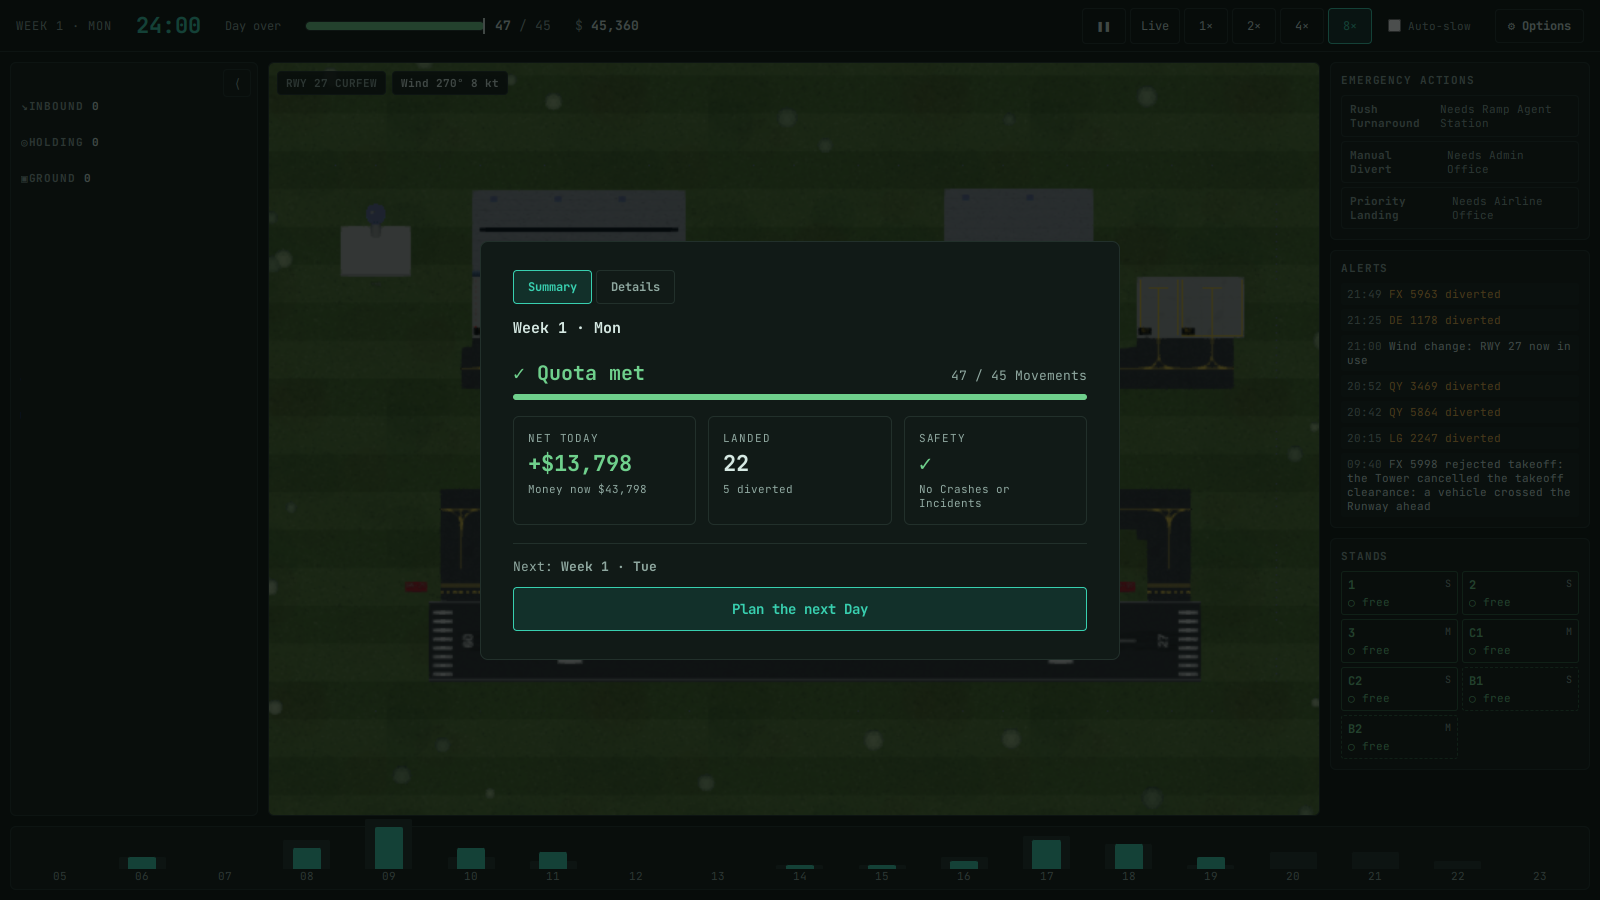 WEEK 1 · MON 24:00 Day over 47 / 45 $ 45,360 ❚❚ Live 1× 2× 4× 8× Auto-slow ⚙ Options
⟨
↘INBOUND 0
◎HOLDING 0
▣GROUND 0
RWY 27 CURFEW Wind 270° 8 kt
09
27
Summary Details
Week 1 · Mon
✓ Quota met 47 / 45 Movements
NET TODAY
+$13,798
Money now $43,798
LANDED
22
5 diverted
SAFETY
✓
No Crashes or
Incidents
Next: Week 1 · Tue
Plan the next Day
EMERGENCY ACTIONS
Rush Needs Ramp Agent
Turnaround Station
Manual Needs Admin
Divert Office
Priority Needs Airline
Landing Office
ALERTS
21:49 FX 5963 diverted
21:25 DE 1178 diverted
21:00 Wind change: RWY 27 now in
use
20:52 QY 3469 diverted
20:42 QY 5864 diverted
20:15 LG 2247 diverted
09:40 FX 5998 rejected takeoff:
the Tower cancelled the takeoff
clearance: a vehicle crossed the
Runway ahead
STANDS
1 S 2 S
○ free ○ free
3 M C1 M
○ free ○ free
C2 S B1 S
○ free ○ free
B2 M
○ free
05 06 07 08 09 10 11 12 13 14 15 16 17 18 19 20 21 22 23